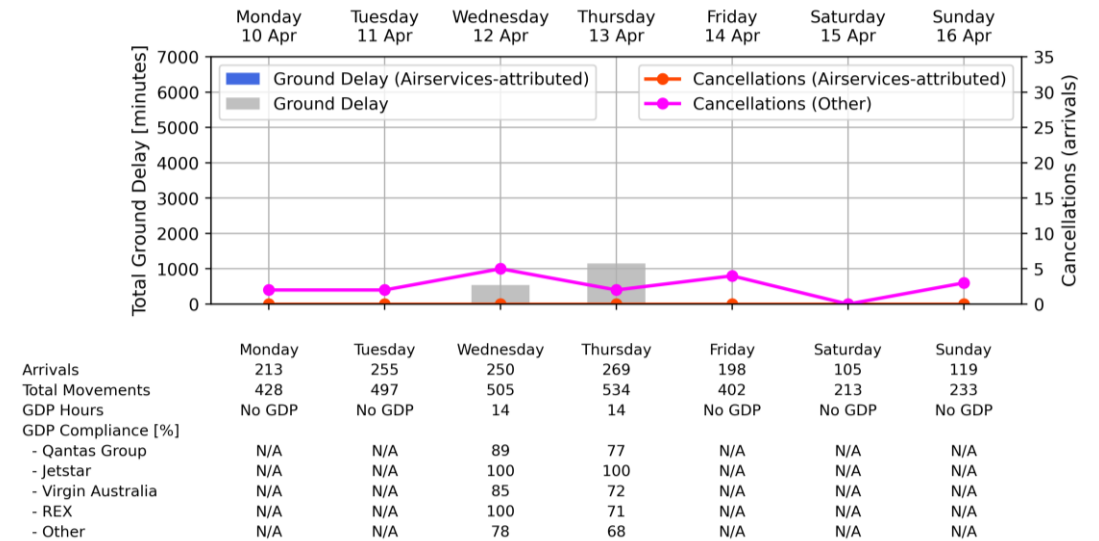 Monday Tuesday Wednesday Thursday Friday Saturday Sunday
10 Apr 11 Apr 12 Apr 13 Apr 14 Apr 15 Apr 16 Apr
Total Ground Delay [minutes]
7000
6000
5000
4000
3000
2000
1000
0
Ground Delay (Airservices-attributed)
Ground Delay
Cancellations (Airservices-attributed)
Cancellations (Other)
35
30
25
20
15
10
5
0
Cancellations (arrivals)
Monday Tuesday Wednesday Thursday Friday Saturday Sunday
Arrivals 213 255 250 269 198 105 119
Total Movements 428 497 505 534 402 213 233
GDP Hours No GDP No GDP 14 14 No GDP No GDP No GDP
GDP Compliance [%]
- Qantas Group N/A N/A 89 77 N/A N/A N/A
- Jetstar N/A N/A 100 100 N/A N/A N/A
- Virgin Australia N/A N/A 85 72 N/A N/A N/A
- REX N/A N/A 100 71 N/A N/A N/A
- Other N/A N/A 78 68 N/A N/A N/A